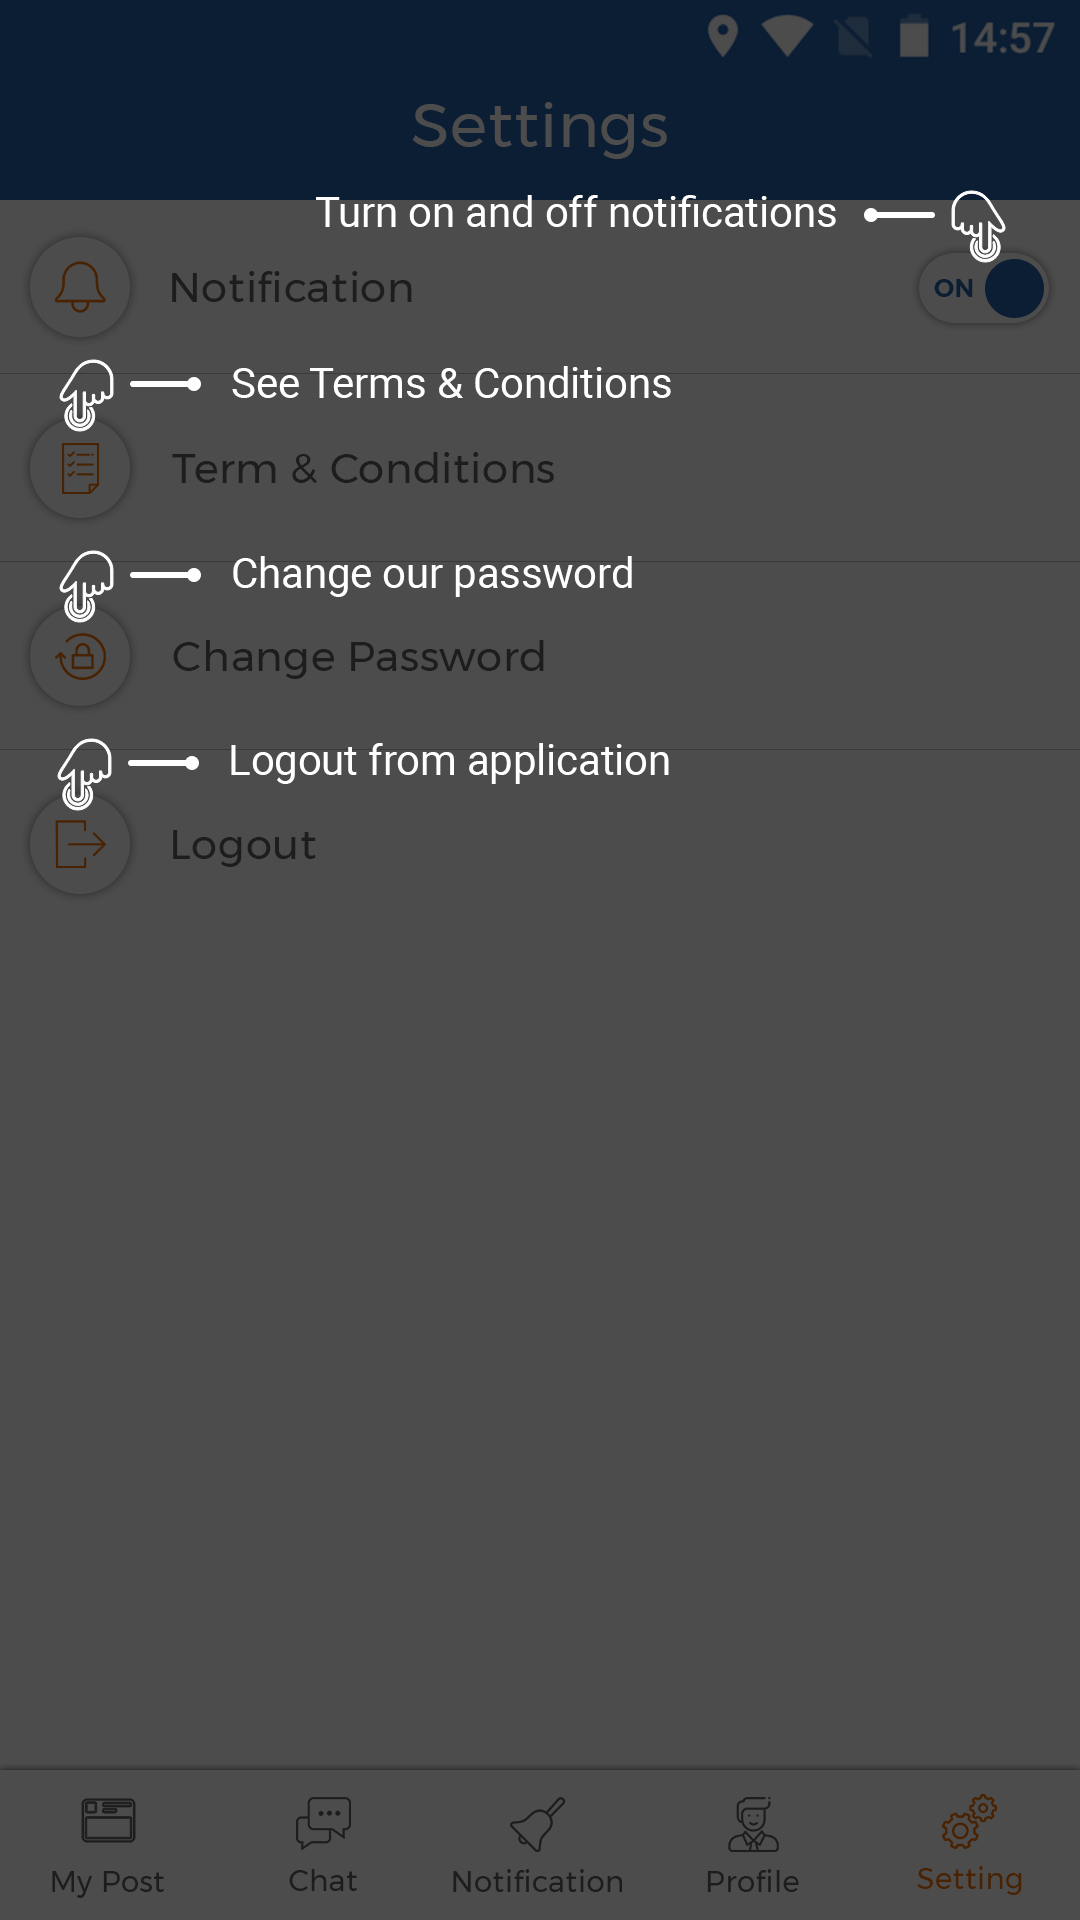 14:57
Settings
Turn on and off notifications
Notification
ON
See Terms & Conditions
Term & Conditions
Change our password
Change Password
Logout from application
Logout
My Post
Chat
Notification
Profile
Setting